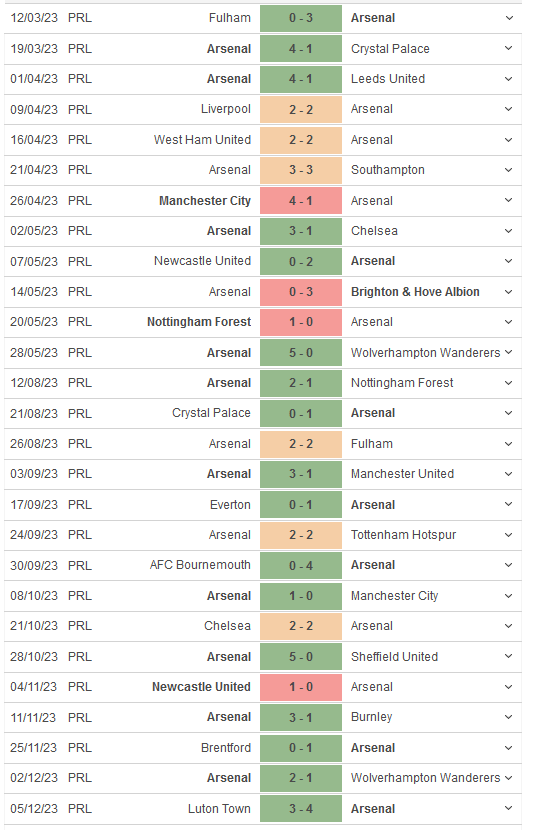 12/03/23 PRL Fulham 0 - 3 Arsenal
19/03/23 PRL Arsenal 4 - 1 Crystal Palace
01/04/23 PRL Arsenal 4 - 1 Leeds United
09/04/23 PRL Liverpool 2 - 2 Arsenal
16/04/23 PRL West Ham United 2 - 2 Arsenal
21/04/23 PRL Arsenal 3 - 3 Southampton
26/04/23 PRL Manchester City 4 - 1 Arsenal
02/05/23 PRL Arsenal 3 - 1 Chelsea
07/05/23 PRL Newcastle United 0 - 2 Arsenal
14/05/23 PRL Arsenal 0 - 3 Brighton & Hove Albion
20/05/23 PRL Nottingham Forest 1 - 0 Arsenal
28/05/23 PRL Arsenal 5 - 0 Wolverhampton Wanderers
12/08/23 PRL Arsenal 2 - 1 Nottingham Forest
21/08/23 PRL Crystal Palace 0 - 1 Arsenal
26/08/23 PRL Arsenal 2 - 2 Fulham
03/09/23 PRL Arsenal 3 - 1 Manchester United
17/09/23 PRL Everton 0 - 1 Arsenal
24/09/23 PRL Arsenal 2 - 2 Tottenham Hotspur
30/09/23 PRL AFC Bournemouth 0 - 4 Arsenal
08/10/23 PRL Arsenal 1 - 0 Manchester City
21/10/23 PRL Chelsea 2 - 2 Arsenal
28/10/23 PRL Arsenal 5 - 0 Sheffield United
04/11/23 PRL Newcastle United 1 - 0 Arsenal
11/11/23 PRL Arsenal 3 - 1 Burnley
25/11/23 PRL Brentford 0 - 1 Arsenal
02/12/23 PRL Arsenal 2 - 1 Wolverhampton Wanderers
05/12/23 PRL Luton Town 3 - 4 Arsenal